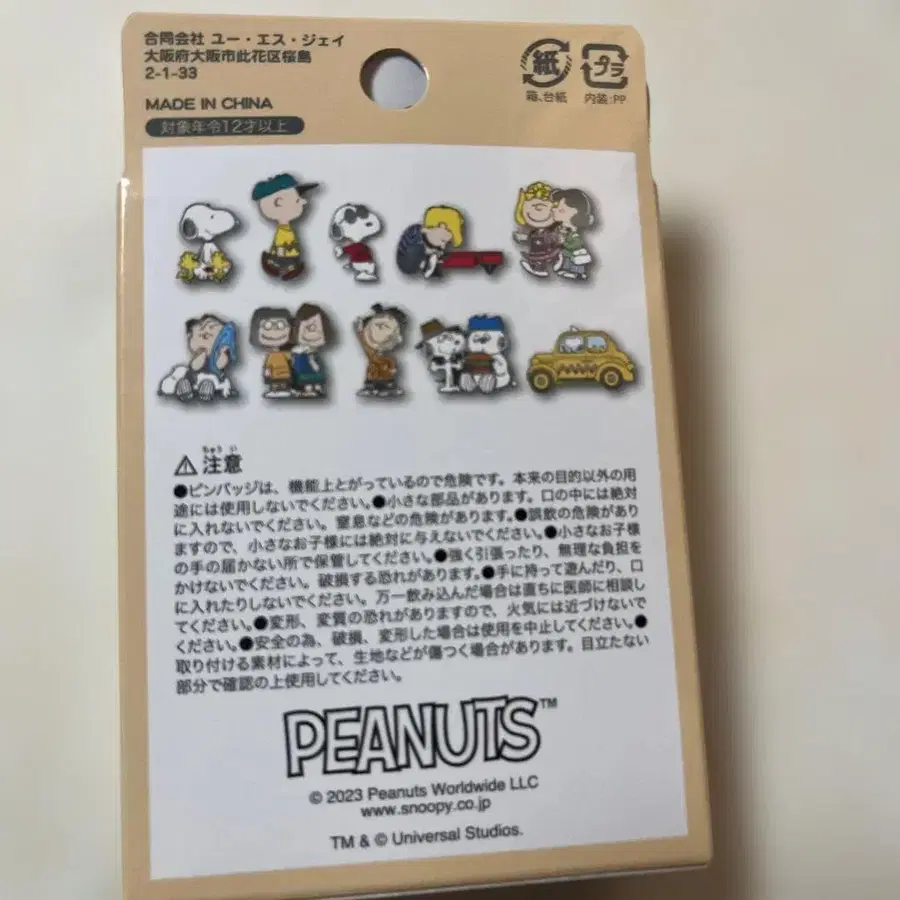 合同会社 ユー・エス・ジェイ
大阪府大阪市此花区桜島
2-1-33
MADE IN CHINA
対象年令12才以上
紙
箱、台紙
プラ
内装:PP
ちゅう い
⚠注意
●ピンバッジは、機能上とがっているので危険です。本来の目的以外の用
途には使用しないでください。●小さな部品があります。口の中には絶対
に入れないでください。窒息などの危険があります。●誤飲の危険があり
ますので、小さなお子様には絶対に与えないでください。●小さなお子様
の手の届かない所で保管してください。●強く引張ったり、無理な負担を
かけないでください。破損する恐れがあります。●手に持って遊んだり、口
に入れたりしないでください。万一飲み込んだ場合は直ちに医師に相談し
てください。●変形、変質の恐れがありますので、火気には近づけないで
ください。●安全の為、破損、変形した場合は使用を中止してください。●
取り付ける素材によって、生地などが傷つく場合があります。目立たない
部分で確認の上使用してください。
PEANUTS™
© 2023 Peanuts Worldwide LLC
www.snoopy.co.jp
TM & © Universal Studios.